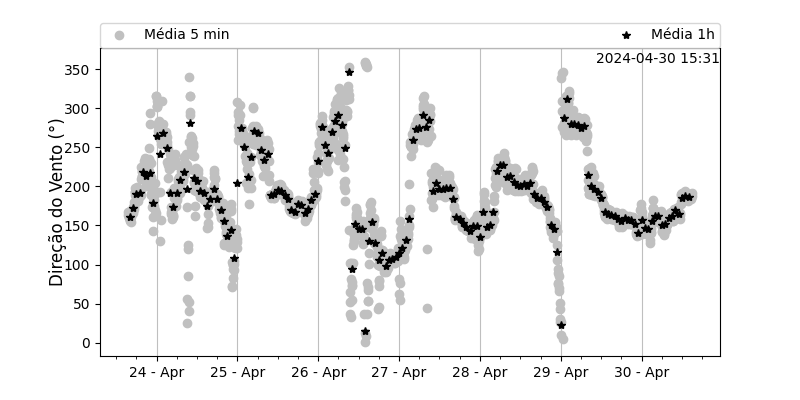 Média 5 min
Média 1h
2024-04-30 15:31
Direção do Vento (°)
350
300
250
200
150
100
50
0
24 - Apr
25 - Apr
26 - Apr
27 - Apr
28 - Apr
29 - Apr
30 - Apr